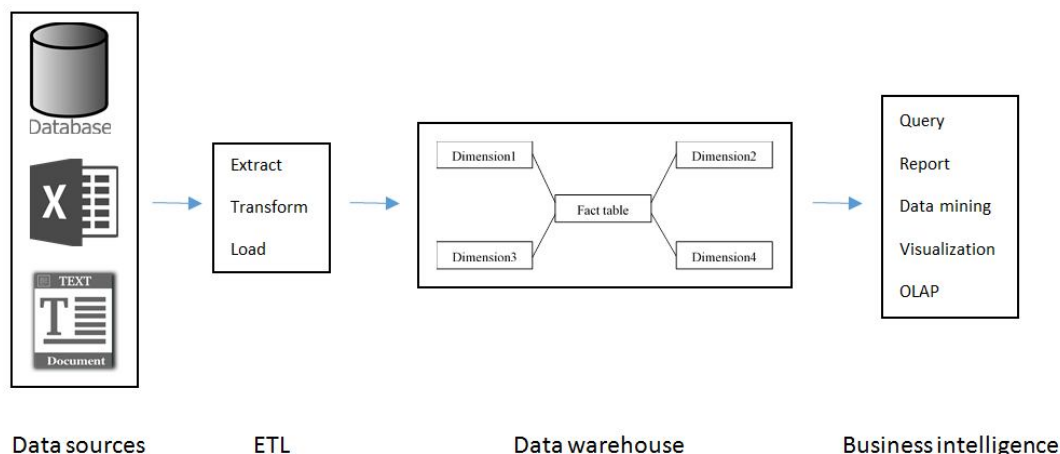 Database
X
TEXT
T
Document
Extract
Transform
Load
Dimension1
Dimension2
Fact table
Dimension3
Dimension4
Query
Report
Data mining
Visualization
OLAP
Data sources
ETL
Data warehouse
Business intelligence